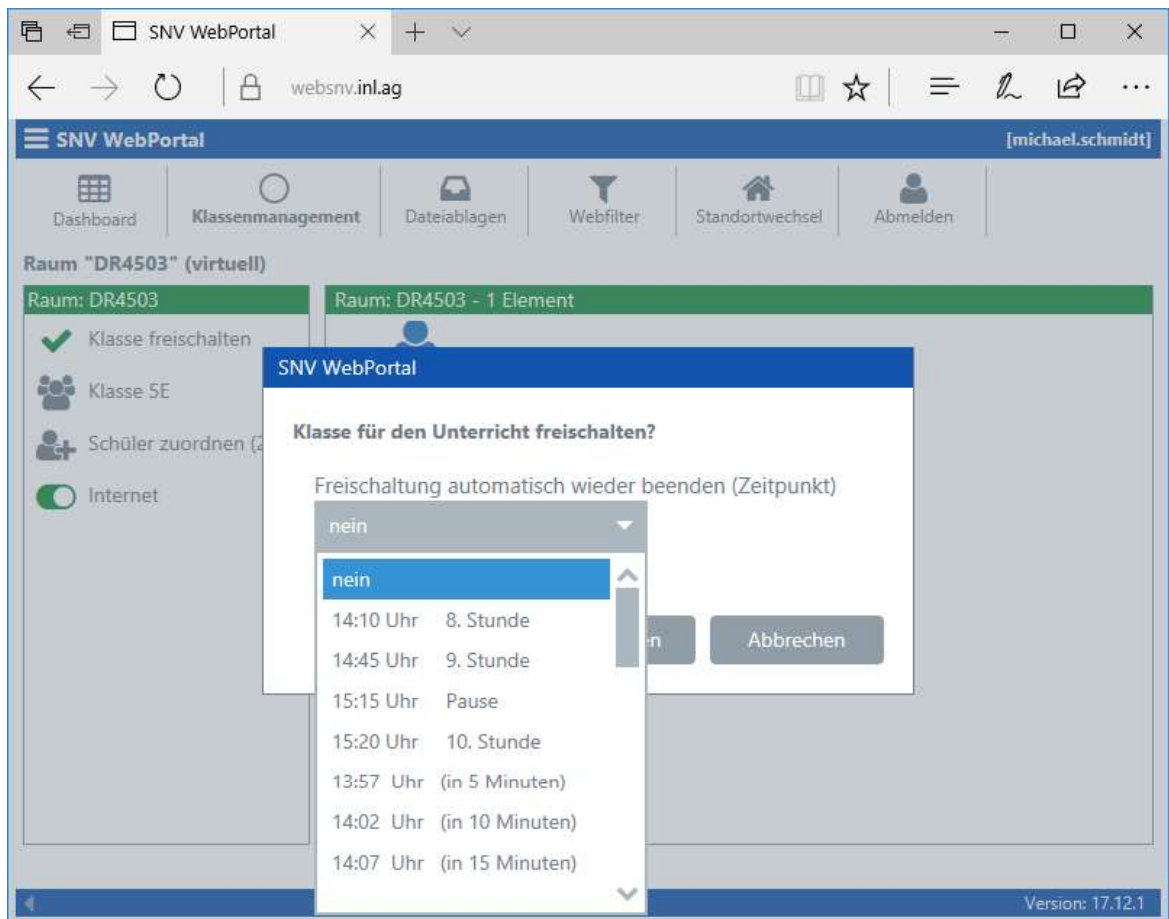 SNV WebPortal
websnv.inl.ag
SNV WebPortal [michael.schmidt]
Dashboard Klassenmanagement Dateiablagen Webfilter Standortwechsel Abmelden
Raum "DR4503" (virtuell)
Raum: DR4503
Klasse freischalten
Klasse 5E
Schüler zuordnen (
Internet
Raum: DR4503 - 1 Element
SNV WebPortal
Klasse für den Unterricht freischalten?
Freischaltung automatisch wieder beenden (Zeitpunkt)
nein
nein
14:10 Uhr 8. Stunde
14:45 Uhr 9. Stunde
15:15 Uhr Pause
15:20 Uhr 10. Stunde
13:57 Uhr (in 5 Minuten)
14:02 Uhr (in 10 Minuten)
14:07 Uhr (in 15 Minuten)
Abbrechen
Version: 17.12.1